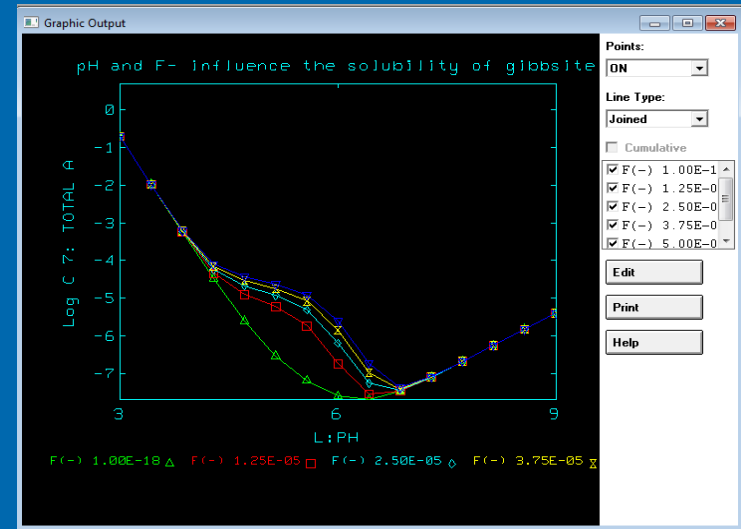 Graphic Output
pH and F- influence the solubility of gibbsite
Log C 7: TOTAL A
0
-1
-2
-3
-4
-5
-6
-7
3 6 9
L:PH
F(-) 1.00E-18 F(-) 1.25E-05 F(-) 2.50E-05 F(-) 3.75E-05
Points:
ON
Line Type:
Joined
Cumulative
F(-) 1.00E-1
F(-) 1.25E-0
F(-) 2.50E-0
F(-) 3.75E-0
F(-) 5.00E-0
Edit
Print
Help